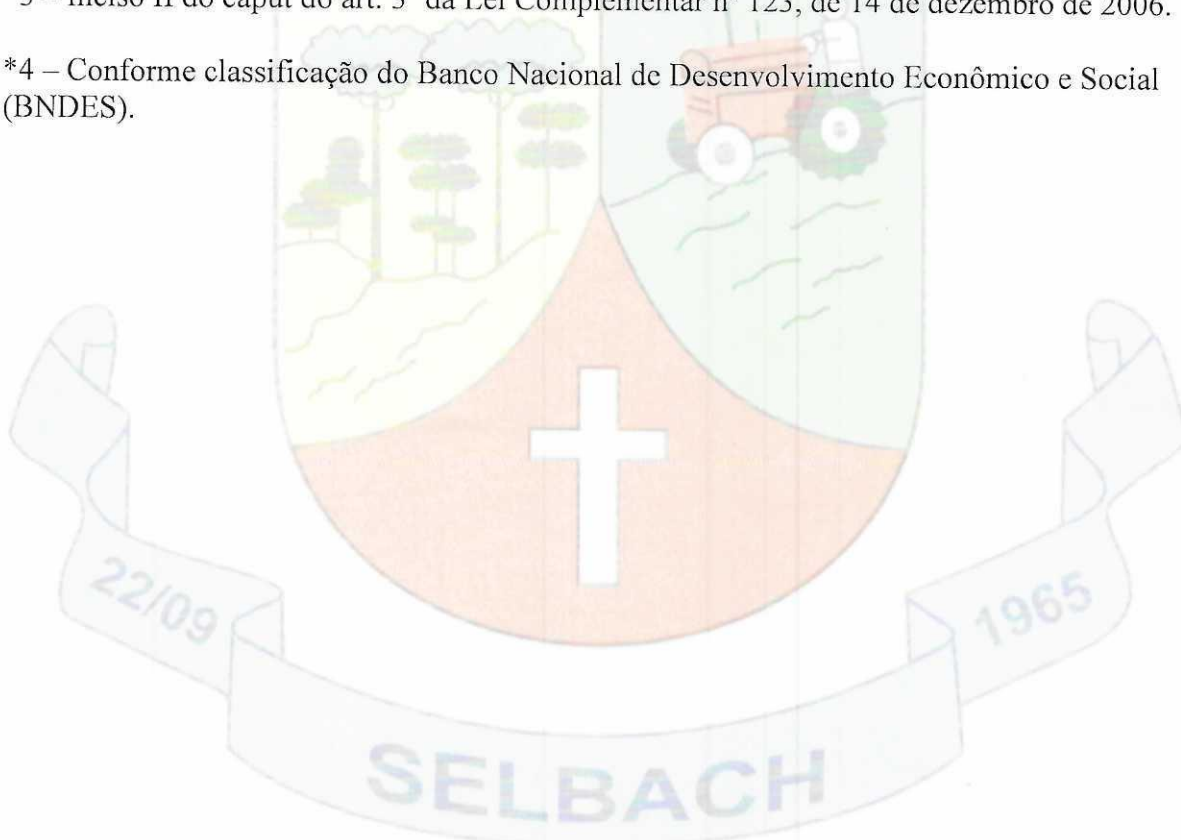 *3 – Inciso II do caput do art. 3º da Lei Complementar nº 123, de 14 de dezembro de 2006.
*4 – Conforme classificação do Banco Nacional de Desenvolvimento Econômico e Social
(BNDES).
22/09
1965
SELBACH